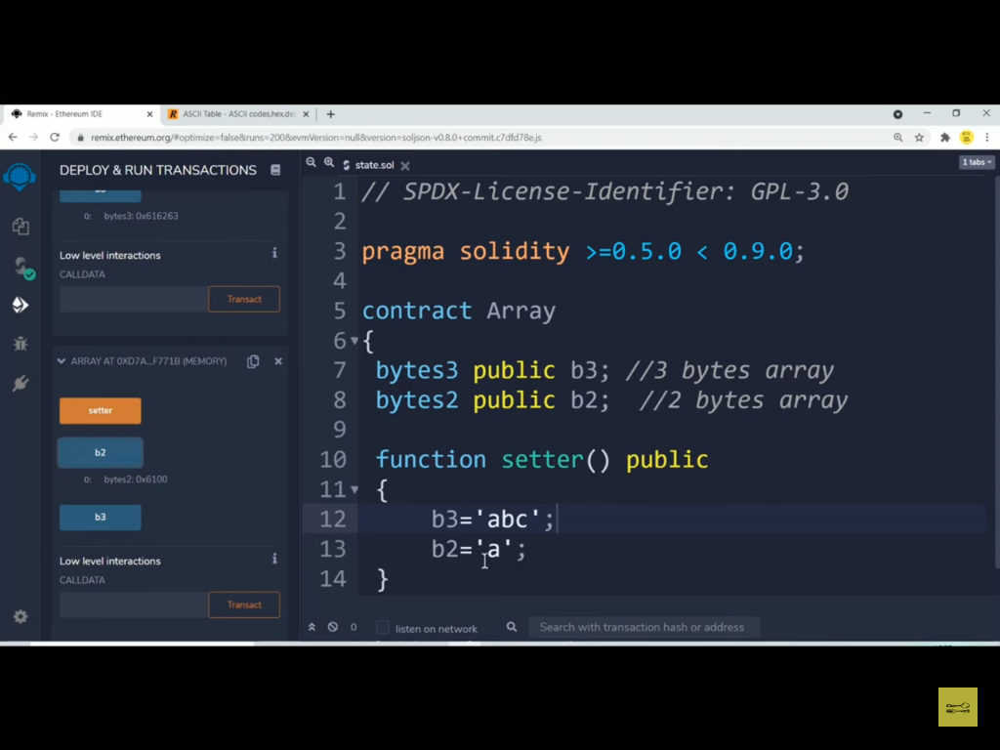 Remix - Ethereum IDE
ASCII Table - ASCII codes,hex,de
remix.ethereum.org/#optimize=false&runs=200&evmVersion=null&version=soljson-v0.8.0+commit.c7dfd78e.js
DEPLOY & RUN TRANSACTIONS
0: bytes3: 0x616263
Low level interactions
CALLDATA
Transact
ARRAY AT 0XD7A...F771B (MEMORY)
setter
b2
0: bytes2: 0x6100
b3
Low level interactions
CALLDATA
Transact
state.sol
1 tabs
1 // SPDX-License-Identifier: GPL-3.0
2
3 pragma solidity >=0.5.0 < 0.9.0;
4
5 contract Array
6 {
7 bytes3 public b3; //3 bytes array
8 bytes2 public b2; //2 bytes array
9
10 function setter() public
11 {
12 b3='abc';
13 b2='a';
14 }
0
listen on network
Search with transaction hash or address